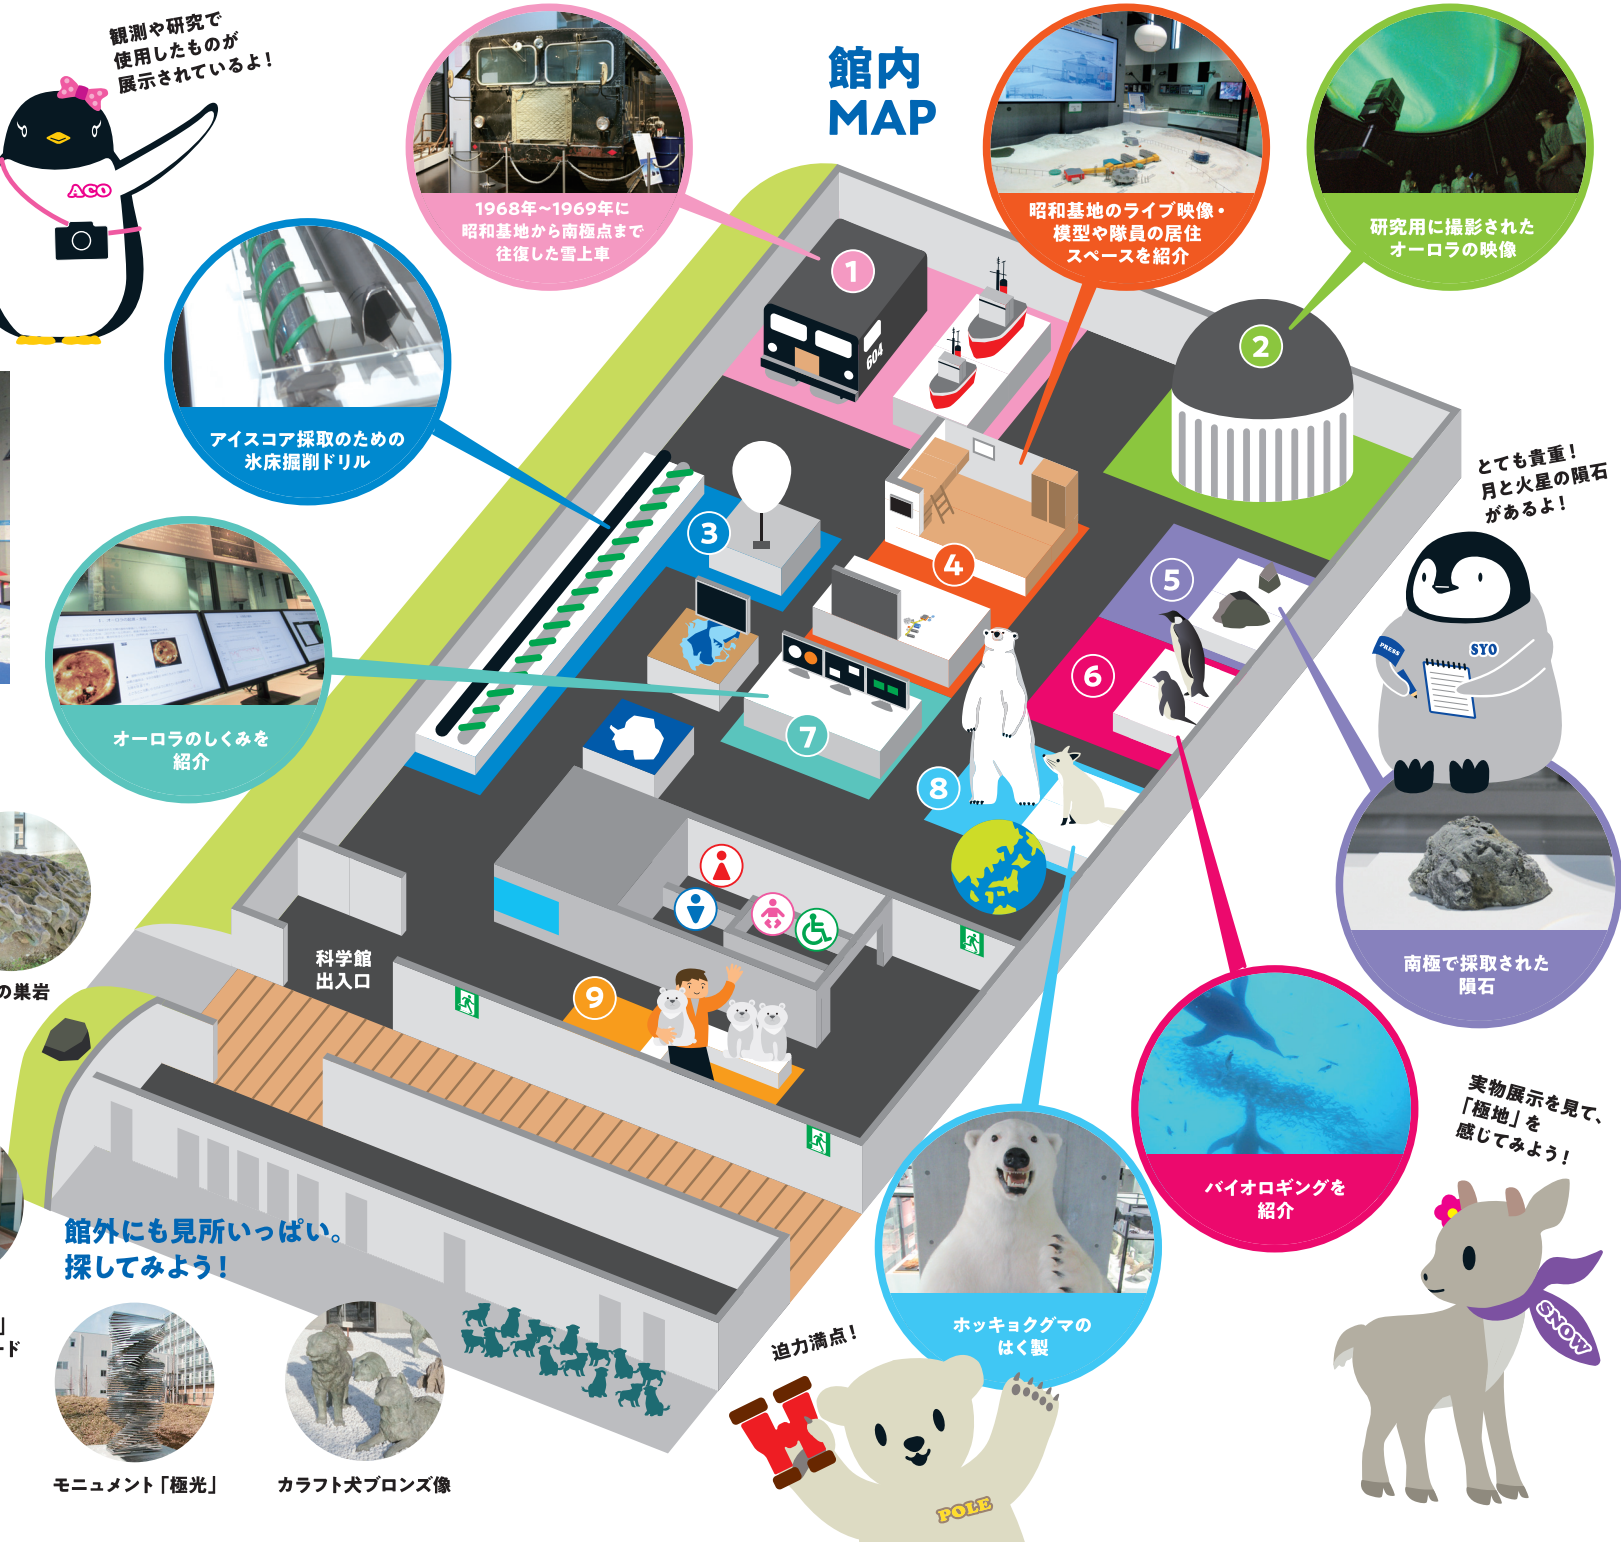 観測や研究で
使用したものが
展示されているよ！
ACO
館内
MAP
1968年～1969年に
昭和基地から南極点まで
往復した雪上車
昭和基地のライブ映像・
模型や隊員の居住
スペースを紹介
研究用に撮影された
オーロラの映像
アイスコア採取のための
氷床掘削ドリル
オーロラのしくみを
紹介
1
604
2
3
4
5
6
7
8
9
とても貴重！
月と火星の隕石
があるよ！
PRESS
SYO
南極で採取された
隕石
の巣岩
科学館
出入口
バイオロギングを
紹介
実物展示を見て、
「極地」を
感じてみよう！
SNOW
ホッキョクグマの
はく製
迫力満点！
POLE
館外にも見所いっぱい。
探してみよう！
」
ード
モニュメント「極光」
カラフト犬ブロンズ像